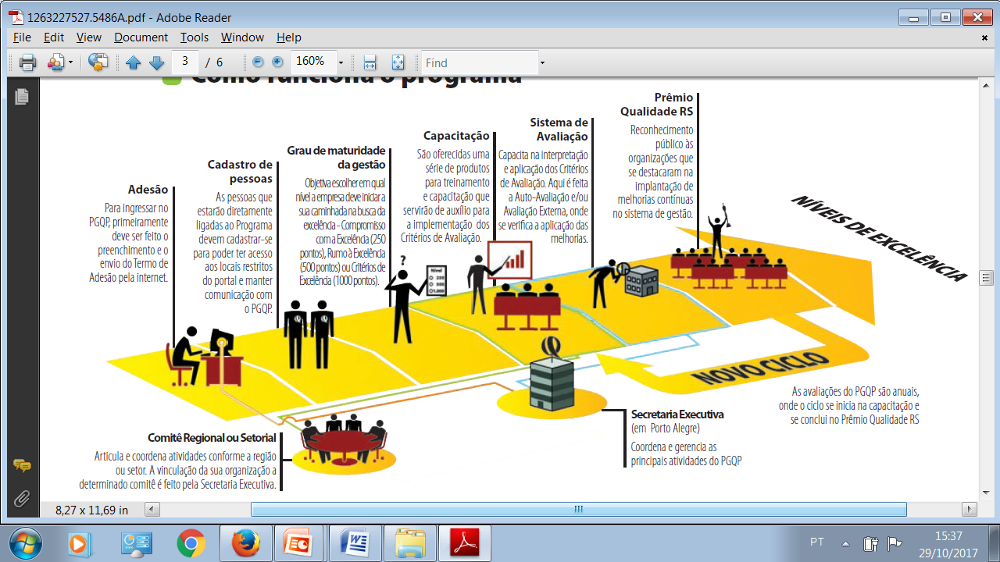 1263227527.5486A.pdf - Adobe Reader
File Edit View Document Tools Window Help
3 / 6 160% Find
Como funciona o programa
Adesão
Para ingressar no
PGQP, primeiramente
deve ser feito o
preenchimento e o
envio do Termo de
Adesão pela internet.
Cadastro de
pessoas
As pessoas que
estarão diretamente
ligadas ao Programa
devem cadastrar-se
para poder ter acesso
aos locais restritos
do portal e manter
comunicação com
o PGQP.
Grau de maturidade
da gestão
Objetiva escolher em qual
nível a empresa deve iniciar a
sua caminhada na busca da
excelência – Compromisso
com a Excelência (250
pontos), Rumo à Excelência
(500 pontos) ou Critérios de
Excelência (1000 pontos).
Capacitação
São oferecidas uma
série de produtos
para treinamento
e capacitação que
servirão de auxílio para
a implementação dos
Critérios de Avaliação.
Sistema de
Avaliação
Capacita na interpretação
e aplicação dos Critérios
de Avaliação. Aqui é feita
a Auto-Avaliação e/ou
Avaliação Externa, onde
se verifica a aplicação das
melhorias.
Prêmio
Qualidade RS
Reconhecimento
público às
organizações que
se destacaram na
implantação de
melhorias contínuas
no sistema de gestão.
NÍVEIS DE EXCELÊNCIA
?
Nível
250
500
1.000
Q
NOVO CICLO
As avaliações do PGQP são anuais,
onde o ciclo se inicia na capacitação e
se conclui no Prêmio Qualidade RS
Secretaria Executiva
(em Porto Alegre)
Coordena e gerencia as
principais atividades do PGQP
Comitê Regional ou Setorial
Articula e coordena atividades conforme a região
ou setor. A vinculação da sua organização a
determinado comitê é feito pela Secretaria Executiva.
8,27 x 11,69 in
PT
15:37
29/10/2017